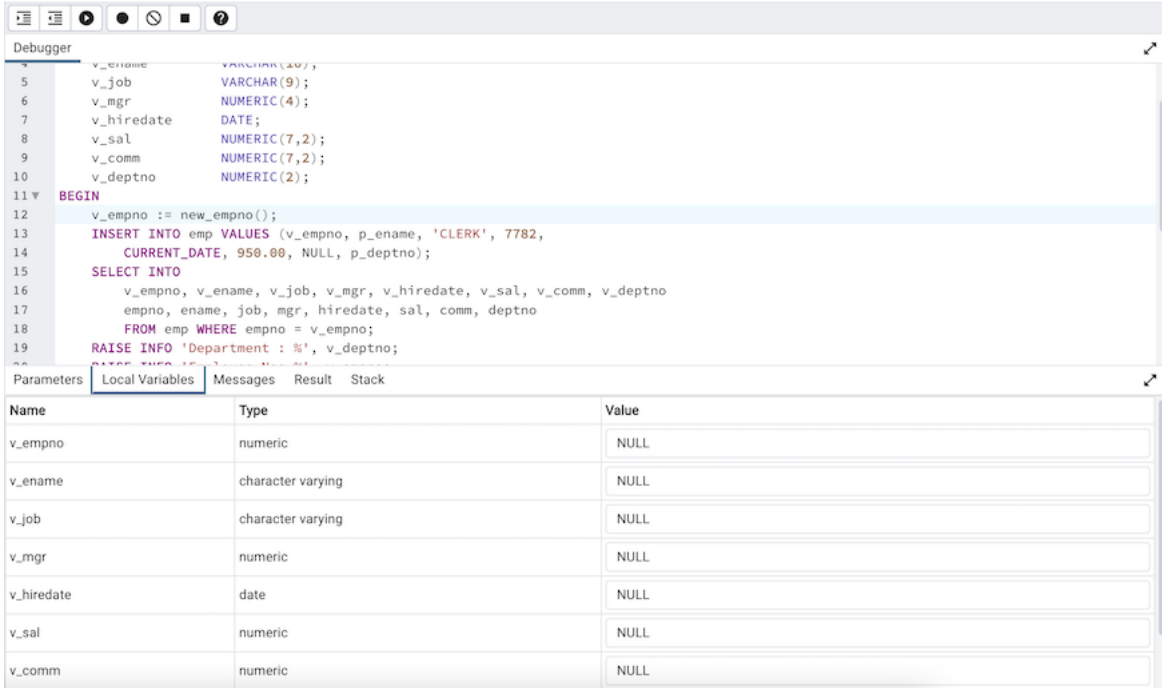 Debugger
4 v_ename VARCHAR(10);
5 v_job VARCHAR(9);
6 v_mgr NUMERIC(4);
7 v_hiredate DATE;
8 v_sal NUMERIC(7,2);
9 v_comm NUMERIC(7,2);
10 v_deptno NUMERIC(2);
11 BEGIN
12 v_empno := new_empno();
13 INSERT INTO emp VALUES (v_empno, p_ename, 'CLERK', 7782,
14 CURRENT_DATE, 950.00, NULL, p_deptno);
15 SELECT INTO
16 v_empno, v_ename, v_job, v_mgr, v_hiredate, v_sal, v_comm, v_deptno
17 empno, ename, job, mgr, hiredate, sal, comm, deptno
18 FROM emp WHERE empno = v_empno;
19 RAISE INFO 'Department : %', v_deptno;
Parameters Local Variables Messages Result Stack
Name Type Value
v_empno numeric NULL
v_ename character varying NULL
v_job character varying NULL
v_mgr numeric NULL
v_hiredate date NULL
v_sal numeric NULL
v_comm numeric NULL